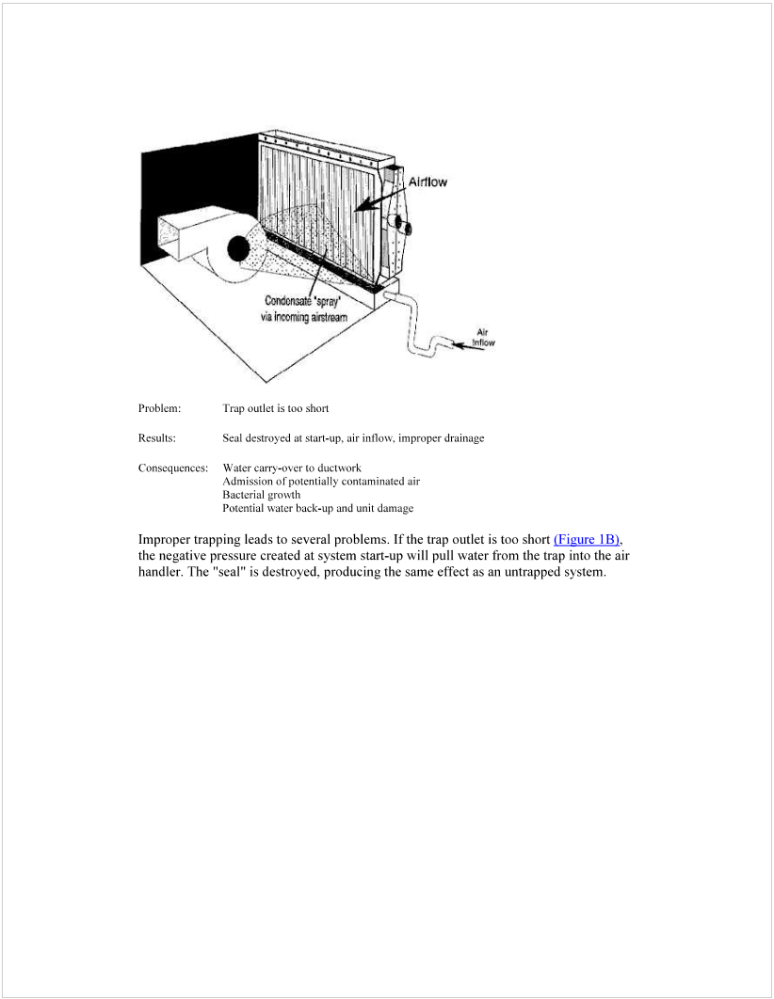 Airflow
Condensate "spray"
via incoming airstream
Air
Inflow
Problem: Trap outlet is too short
Results: Seal destroyed at start-up, air inflow, improper drainage
Consequences: Water carry-over to ductwork
Admission of potentially contaminated air
Bacterial growth
Potential water back-up and unit damage
Improper trapping leads to several problems. If the trap outlet is too short (Figure 1B),
the negative pressure created at system start-up will pull water from the trap into the air
handler. The "seal" is destroyed, producing the same effect as an untrapped system.